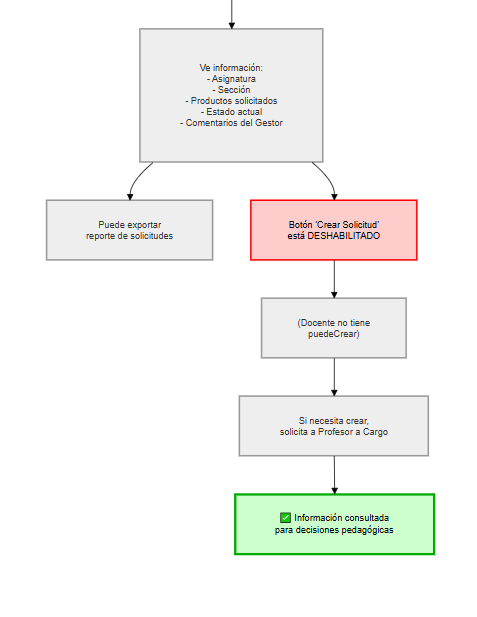 Ve información:
- Asignatura
- Sección
- Productos solicitados
- Estado actual
- Comentarios del Gestor
Puede exportar
reporte de solicitudes
Botón 'Crear Solicitud'
está DESHABILITADO
(Docente no tiene
puedeCrear)
Si necesita crear,
solicita a Profesor a Cargo
✅ Información consultada
para decisiones pedagógicas